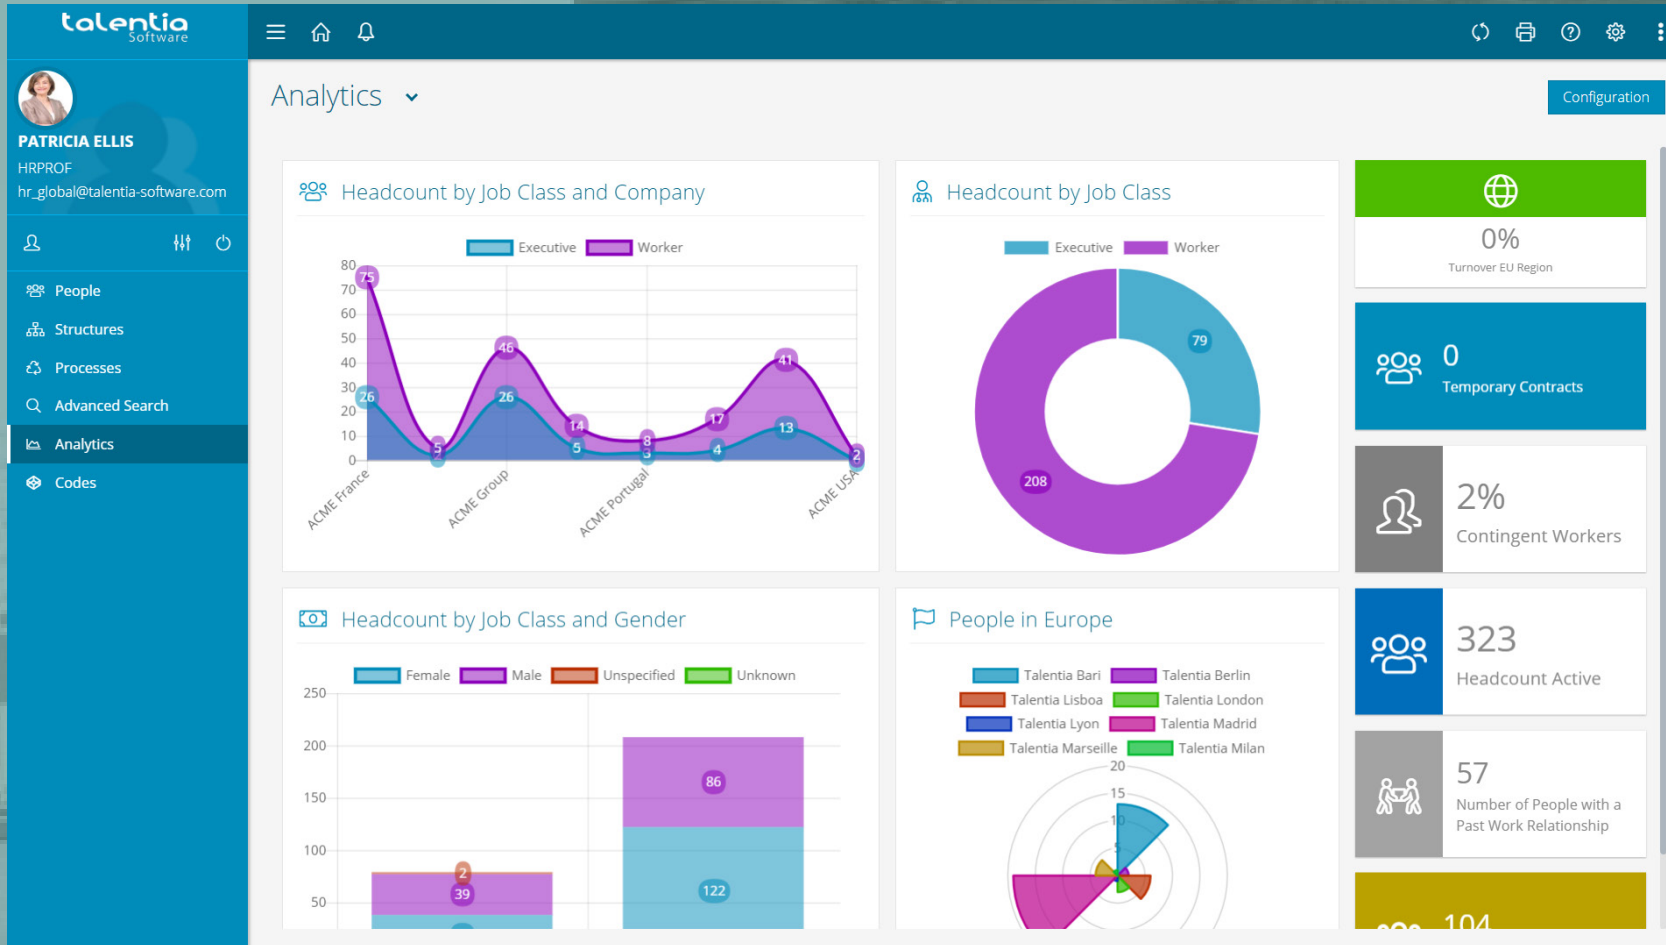 talentia
Software
PATRICIA ELLIS
HRPROF
hr_global@talentia-software.com
People
Structures
Processes
Advanced Search
Analytics
Codes
Analytics
Configuration
Headcount by Job Class and Company
Executive Worker
80
70
60
50
40
30
20
10
0
75
26
5
2
46
26
14
5
8
3
17
4
41
13
2
ACME France
ACME Group
ACME Portugal
ACME USA
Headcount by Job Class
Executive Worker
79
208
0%
Turnover EU Region
0
Temporary Contracts
2%
Contingent Workers
323
Headcount Active
57
Number of People with a
Past Work Relationship
104
Headcount by Job Class and Gender
Female Male Unspecified Unknown
250
200
150
100
50
2
39
86
122
People in Europe
Talentia Bari Talentia Berlin
Talentia Lisboa Talentia London
Talentia Lyon Talentia Madrid
Talentia Marseille Talentia Milan
20
15
10
5